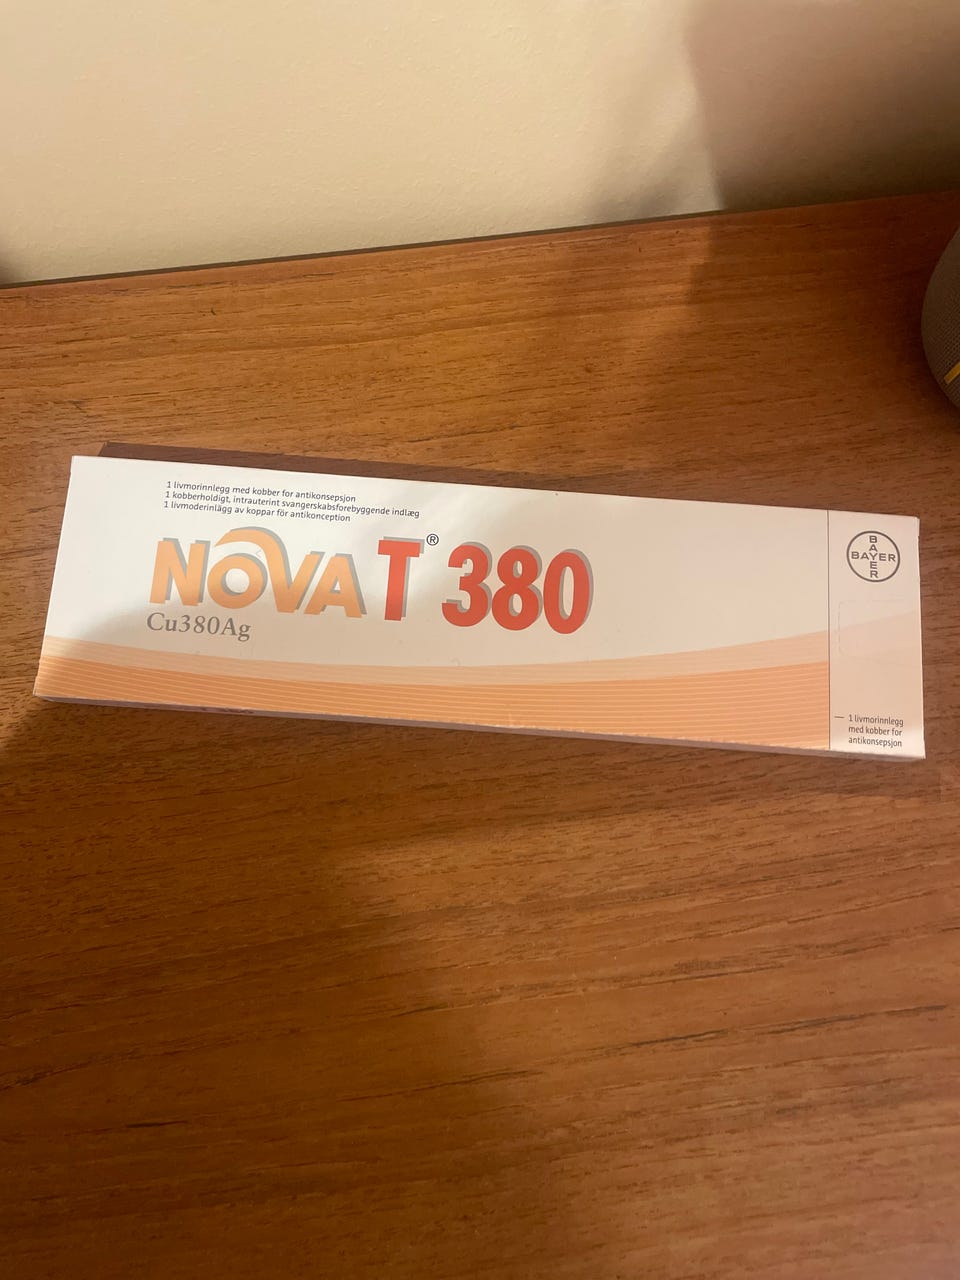 1 livmorinnlegg med kobber for antikonsepsjon
1 kobberholdigt, intrauterint svangerskabsforebyggende indlæg
1 livmoderinlägg av koppar för antikonception
NOVA T® 380
Cu380Ag
BAYER
BAYER
1 livmorinnlegg
med kobber for
antikonsepsjon